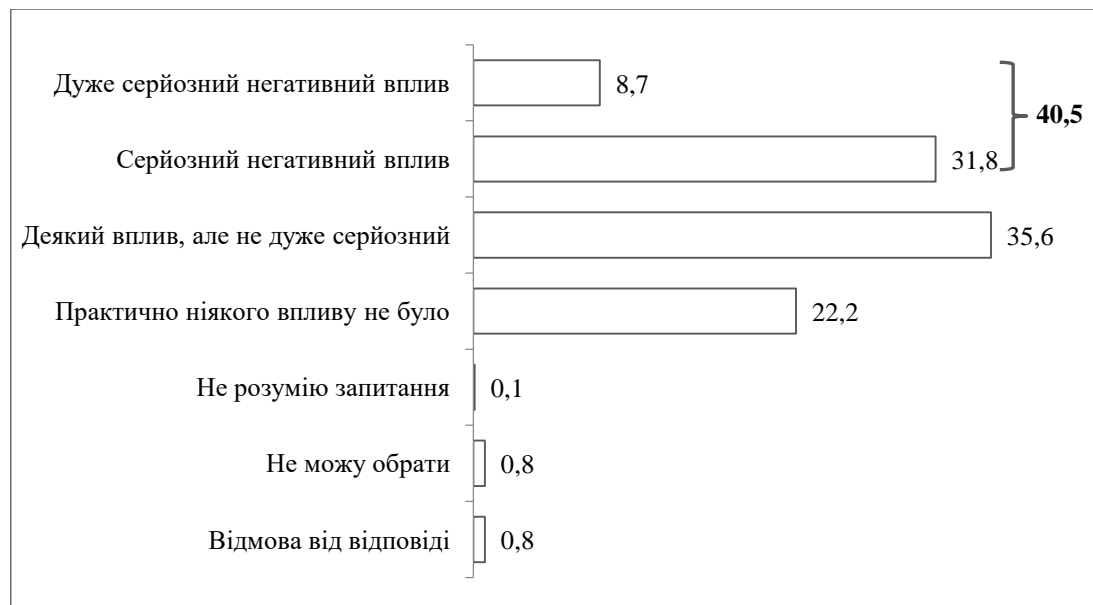 Дуже серйозний негативний вплив 8,7
40,5
Серйозний негативний вплив 31,8
Деякий вплив, але не дуже серйозний 35,6
Практично ніякого впливу не було 22,2
Не розумію запитання 0,1
Не можу обрати 0,8
Відмова від відповіді 0,8